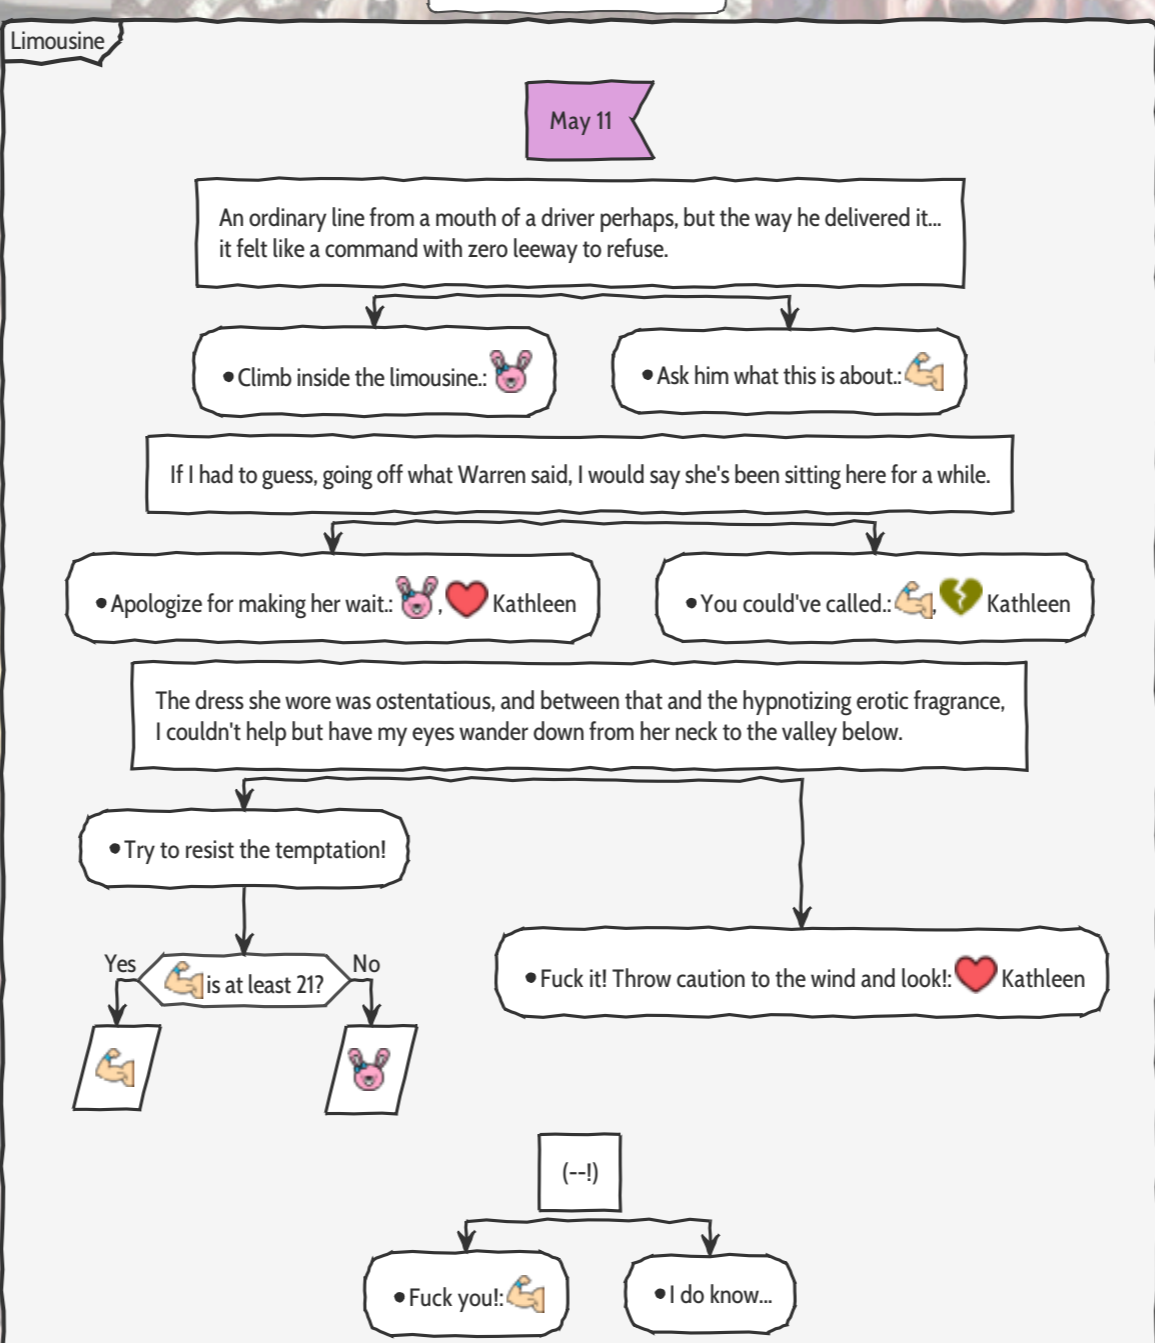 Limousine
May 11
An ordinary line from a mouth of a driver perhaps, but the way he delivered it...
it felt like a command with zero leeway to refuse.
•Climb inside the limousine.:
•Ask him what this is about.:
If I had to guess, going off what Warren said, I would say she's been sitting here for a while.
•Apologize for making her wait.: , Kathleen
•You could've called.: , Kathleen
The dress she wore was ostentatious, and between that and the hypnotizing erotic fragrance,
I couldn't help but have my eyes wander down from her neck to the valley below.
•Try to resist the temptation!
Yes
is at least 21?
No
•Fuck it! Throw caution to the wind and look!: Kathleen
(--!)
•Fuck you!:
•I do know...